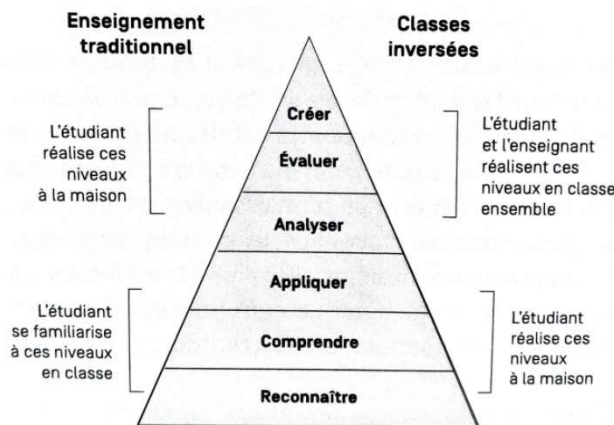 Enseignement
traditionnel
Classes
inversées
L'étudiant
réalise ces
niveaux
à la maison
Créer
Évaluer
Analyser
L'étudiant
et l'enseignant
réalisent ces
niveaux en classe
ensemble
L'étudiant
se familiarise
à ces niveaux
en classe
Appliquer
Comprendre
Reconnaître
L'étudiant
réalise ces
niveaux
à la maison